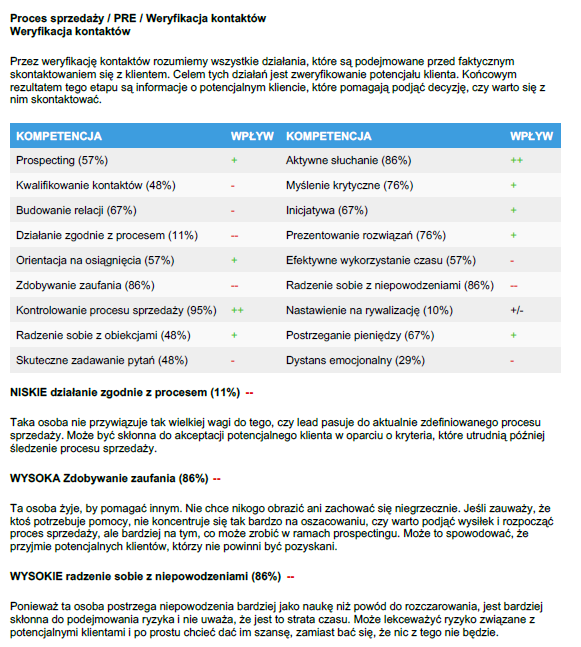 Proces sprzedaży / PRE / Weryfikacja kontaktów
Weryfikacja kontaktów
Przez weryfikację kontaktów rozumiemy wszystkie działania, które są podejmowane przed faktycznym
skontaktowaniem się z klientem. Celem tych działań jest zweryfikowanie potencjału klienta. Końcowym
rezultatem tego etapu są informacje o potencjalnym kliencie, które pomagają podjąć decyzję, czy warto się z
nim skontaktować.
KOMPETENCJA WPŁYW KOMPETENCJA WPŁYW
Prospecting (57%) + Aktywne słuchanie (86%) ++
Kwalifikowanie kontaktów (48%) - Myślenie krytyczne (76%) +
Budowanie relacji (67%) - Inicjatywa (67%) +
Działanie zgodnie z procesem (11%) -- Prezentowanie rozwiązań (76%) +
Orientacja na osiągnięcia (57%) + Efektywne wykorzystanie czasu (57%) -
Zdobywanie zaufania (86%) -- Radzenie sobie z niepowodzeniami (86%) --
Kontrolowanie procesu sprzedaży (95%) ++ Nastawienie na rywalizację (10%) +/-
Radzenie sobie z obiekcjami (48%) + Postrzeganie pieniędzy (67%) +
Skuteczne zadawanie pytań (48%) - Dystans emocjonalny (29%) -
NISKIE działanie zgodnie z procesem (11%) --
Taka osoba nie przywiązuje tak wielkiej wagi do tego, czy lead pasuje do aktualnie zdefiniowanego procesu
sprzedaży. Może być skłonna do akceptacji potencjalnego klienta w oparciu o kryteria, które utrudnią później
śledzenie procesu sprzedaży.
WYSOKA Zdobywanie zaufania (86%) --
Ta osoba żyje, by pomagać innym. Nie chce nikogo obrazić ani zachować się niegrzecznie. Jeśli zauważy, że
ktoś potrzebuje pomocy, nie koncentruje się tak bardzo na oszacowaniu, czy warto podjąć wysiłek i rozpocząć
proces sprzedaży, ale bardziej na tym, co może zrobić w ramach prospectingu. Może to spowodować, że
przyjmie potencjalnych klientów, którzy nie powinni być pozyskani.
WYSOKIE radzenie sobie z niepowodzeniami (86%) --
Ponieważ ta osoba postrzega niepowodzenia bardziej jako naukę niż powód do rozczarowania, jest bardziej
skłonna do podejmowania ryzyka i nie uważa, że jest to strata czasu. Może lekceważyć ryzyko związane z
potencjalnymi klientami i po prostu chcieć dać im szansę, zamiast bać się, że nic z tego nie będzie.